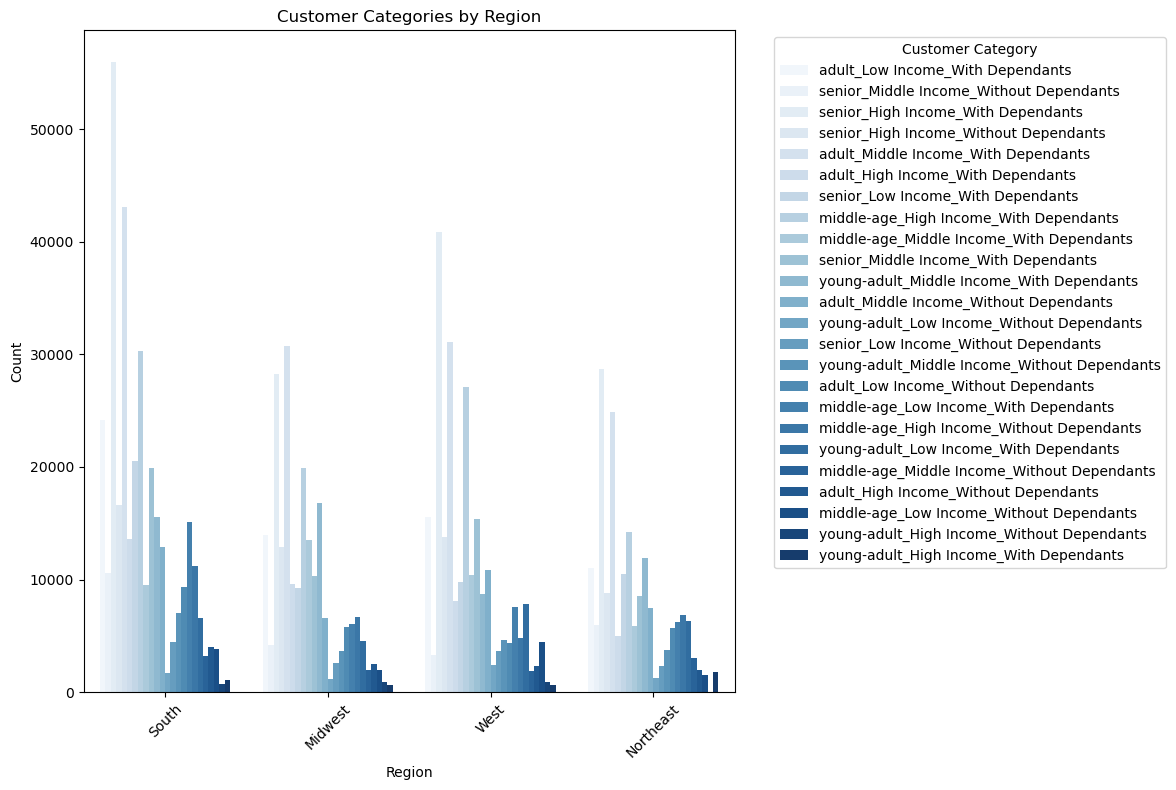 Customer Categories by Region
Count
50000
40000
30000
20000
10000
0
South
Midwest
West
Northeast
Region
Customer Category
adult_Low Income_With Dependants
senior_Middle Income_Without Dependants
senior_High Income_With Dependants
senior_High Income_Without Dependants
adult_Middle Income_With Dependants
adult_High Income_With Dependants
senior_Low Income_With Dependants
middle-age_High Income_With Dependants
middle-age_Middle Income_With Dependants
senior_Middle Income_With Dependants
young-adult_Middle Income_With Dependants
adult_Middle Income_Without Dependants
young-adult_Low Income_Without Dependants
senior_Low Income_Without Dependants
young-adult_Middle Income_Without Dependants
adult_Low Income_Without Dependants
middle-age_Low Income_With Dependants
middle-age_High Income_Without Dependants
young-adult_Low Income_With Dependants
middle-age_Middle Income_Without Dependants
adult_High Income_Without Dependants
middle-age_Low Income_Without Dependants
young-adult_High Income_Without Dependants
young-adult_High Income_With Dependants